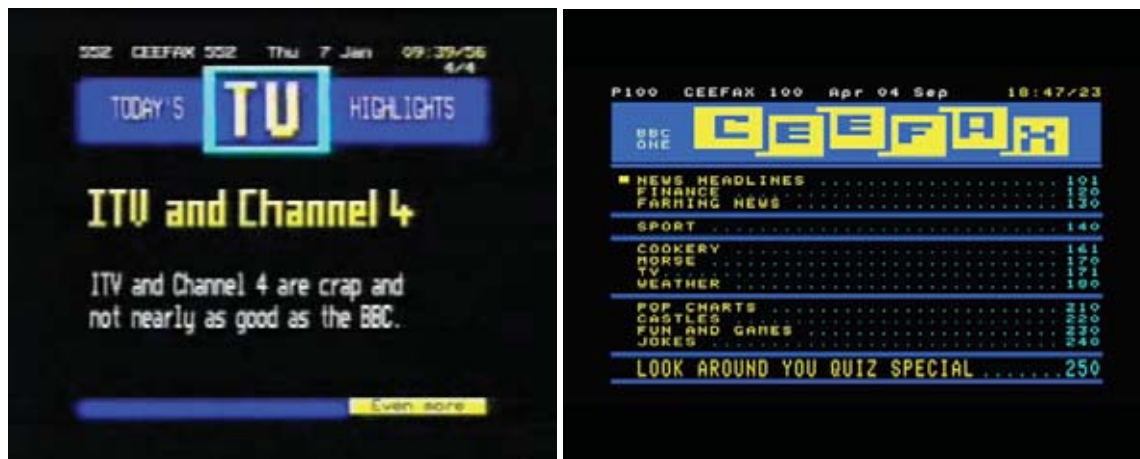 552 CEEFAX 552 Thu 7 Jan 09:39/56
4/4
TODAY'S TV HIGHLIGHTS
ITV and Channel 4
ITV and Channel 4 are crap and
not nearly as good as the BBC.
Even more
P100 CEEFAX 100 Apr 04 Sep 18:47/23
BBC
ONE
CEEFAX
NEWS HEADLINES .................... 101
FINANCE .................... 120
FARMING NEWS .................... 130
SPORT .................... 140
COOKERY .................... 161
MORSE .................... 170
TV .................... 171
WEATHER .................... 180
POP CHARTS .................... 210
CASTLES .................... 220
FUN AND GAMES .................... 230
JOKES .................... 240
LOOK AROUND YOU QUIZ SPECIAL .......250